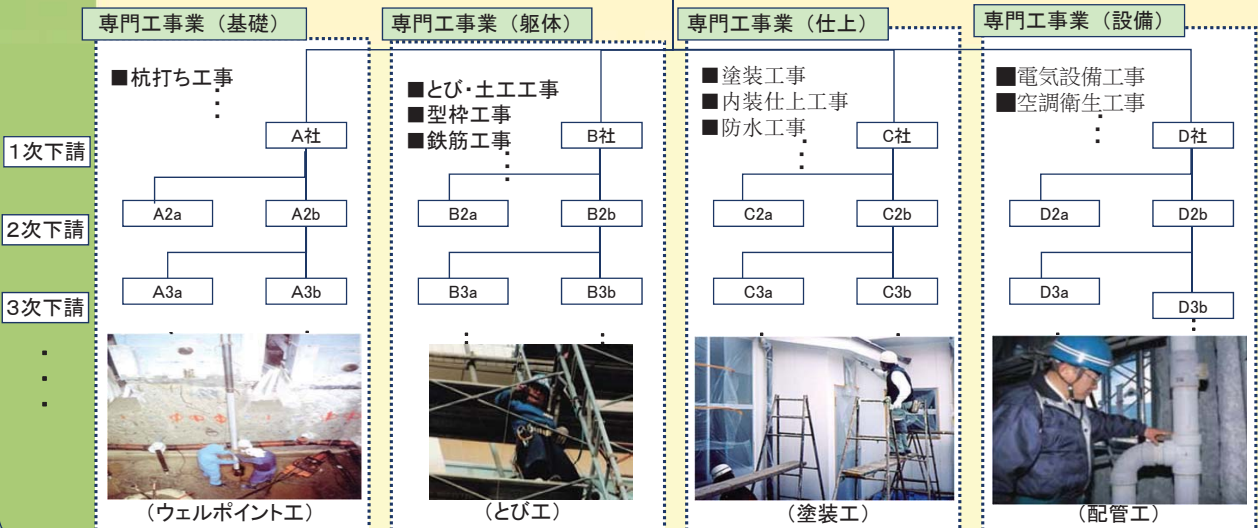 専門工事業（基礎）
専門工事業（躯体）
専門工事業（仕上）
専門工事業（設備）
■杭打ち工事
■とび・土工工事
■型枠工事
■鉄筋工事
■塗装工事
■内装仕上工事
■防水工事
■電気設備工事
■空調衛生工事
1次下請
A社
B社
C社
D社
2次下請
A2a
A2b
B2a
B2b
C2a
C2b
D2a
D2b
3次下請
A3a
A3b
B3a
B3b
C3a
C3b
D3a
D3b
（ウェルポイント工）
（とび工）
（塗装工）
（配管工）